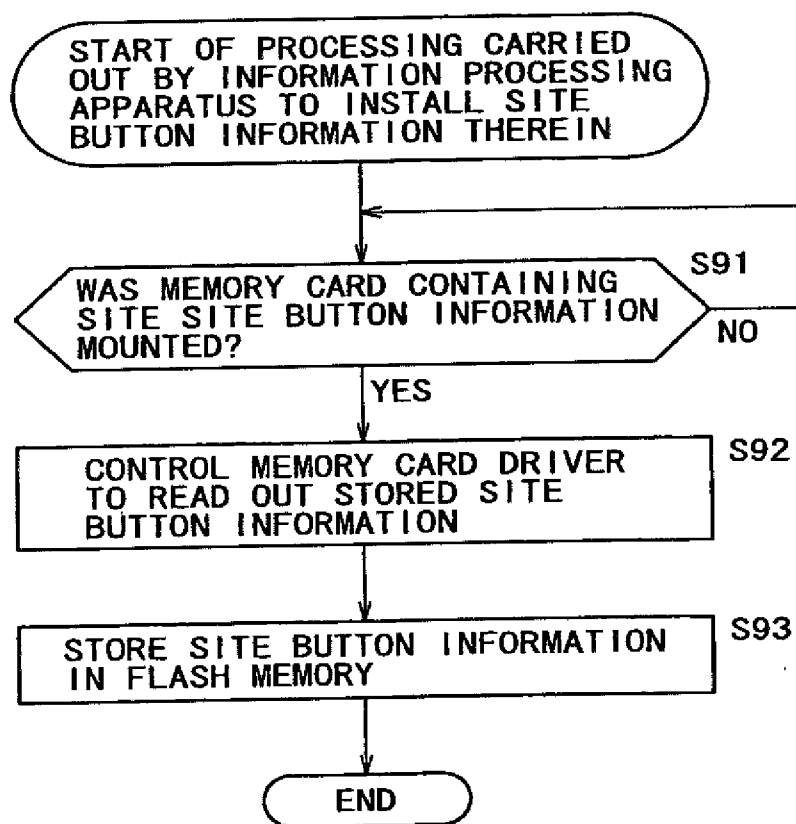 START OF PROCESSING CARRIED
OUT BY INFORMATION PROCESSING
APPARATUS TO INSTALL SITE
BUTTON INFORMATION THEREIN
S91
WAS MEMORY CARD CONTAINING
SITE SITE BUTTON INFORMATION
MOUNTED?
NO
YES
S92
CONTROL MEMORY CARD DRIVER
TO READ OUT STORED SITE
BUTTON INFORMATION
S93
STORE SITE BUTTON INFORMATION
IN FLASH MEMORY
END